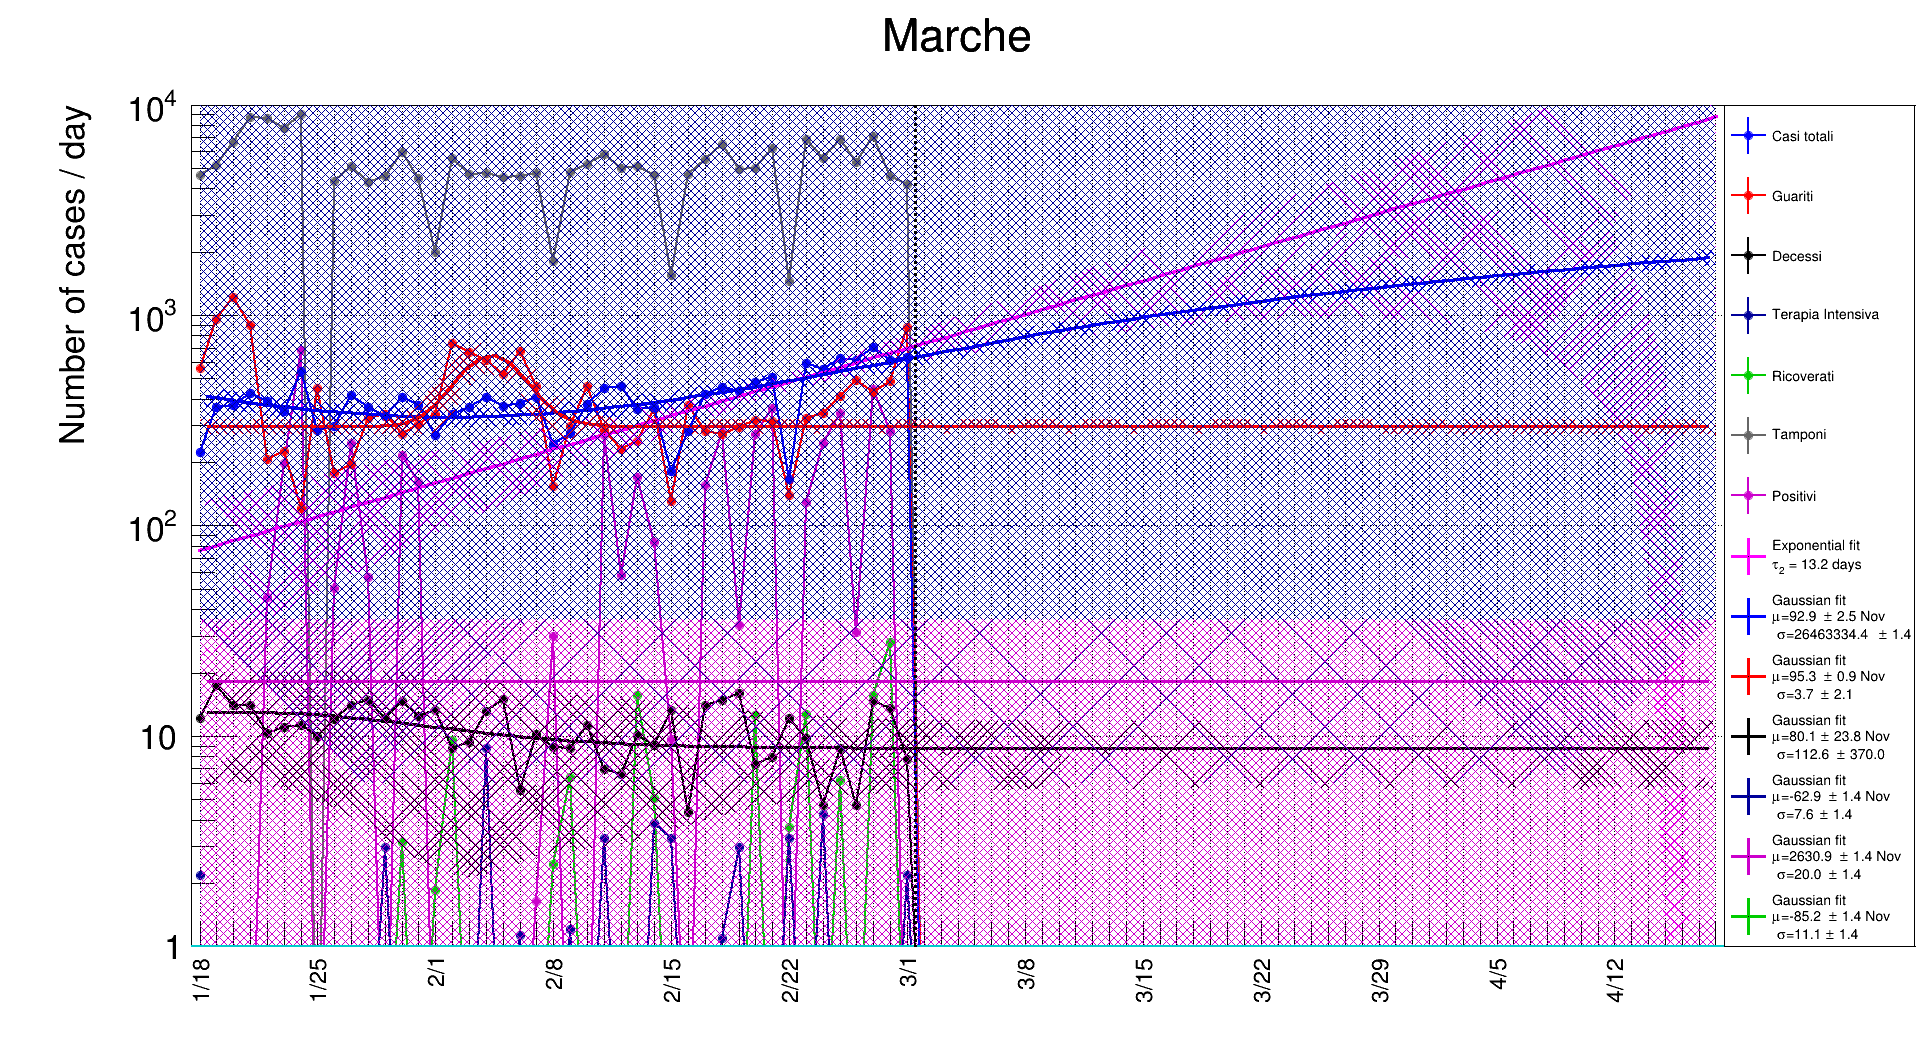 Marche
Number of cases / day
10^4
10^3
10^2
10
1
1/18
1/25
2/1
2/8
2/15
2/22
3/1
3/8
3/15
3/22
3/29
4/5
4/12
Casi totali
Guariti
Decessi
Terapia Intensiva
Ricoverati
Tamponi
Positivi
Exponential fit
τ2 = 13.2 days
Gaussian fit
μ=92.9 ± 2.5 Nov
σ=26463334.4 ± 1.4
Gaussian fit
μ=95.3 ± 0.9 Nov
σ=3.7 ± 2.1
Gaussian fit
μ=80.1 ± 23.8 Nov
σ=112.6 ± 370.0
Gaussian fit
μ=-62.9 ± 1.4 Nov
σ=7.6 ± 1.4
Gaussian fit
μ=2630.9 ± 1.4 Nov
σ=20.0 ± 1.4
Gaussian fit
μ=-85.2 ± 1.4 Nov
σ=11.1 ± 1.4